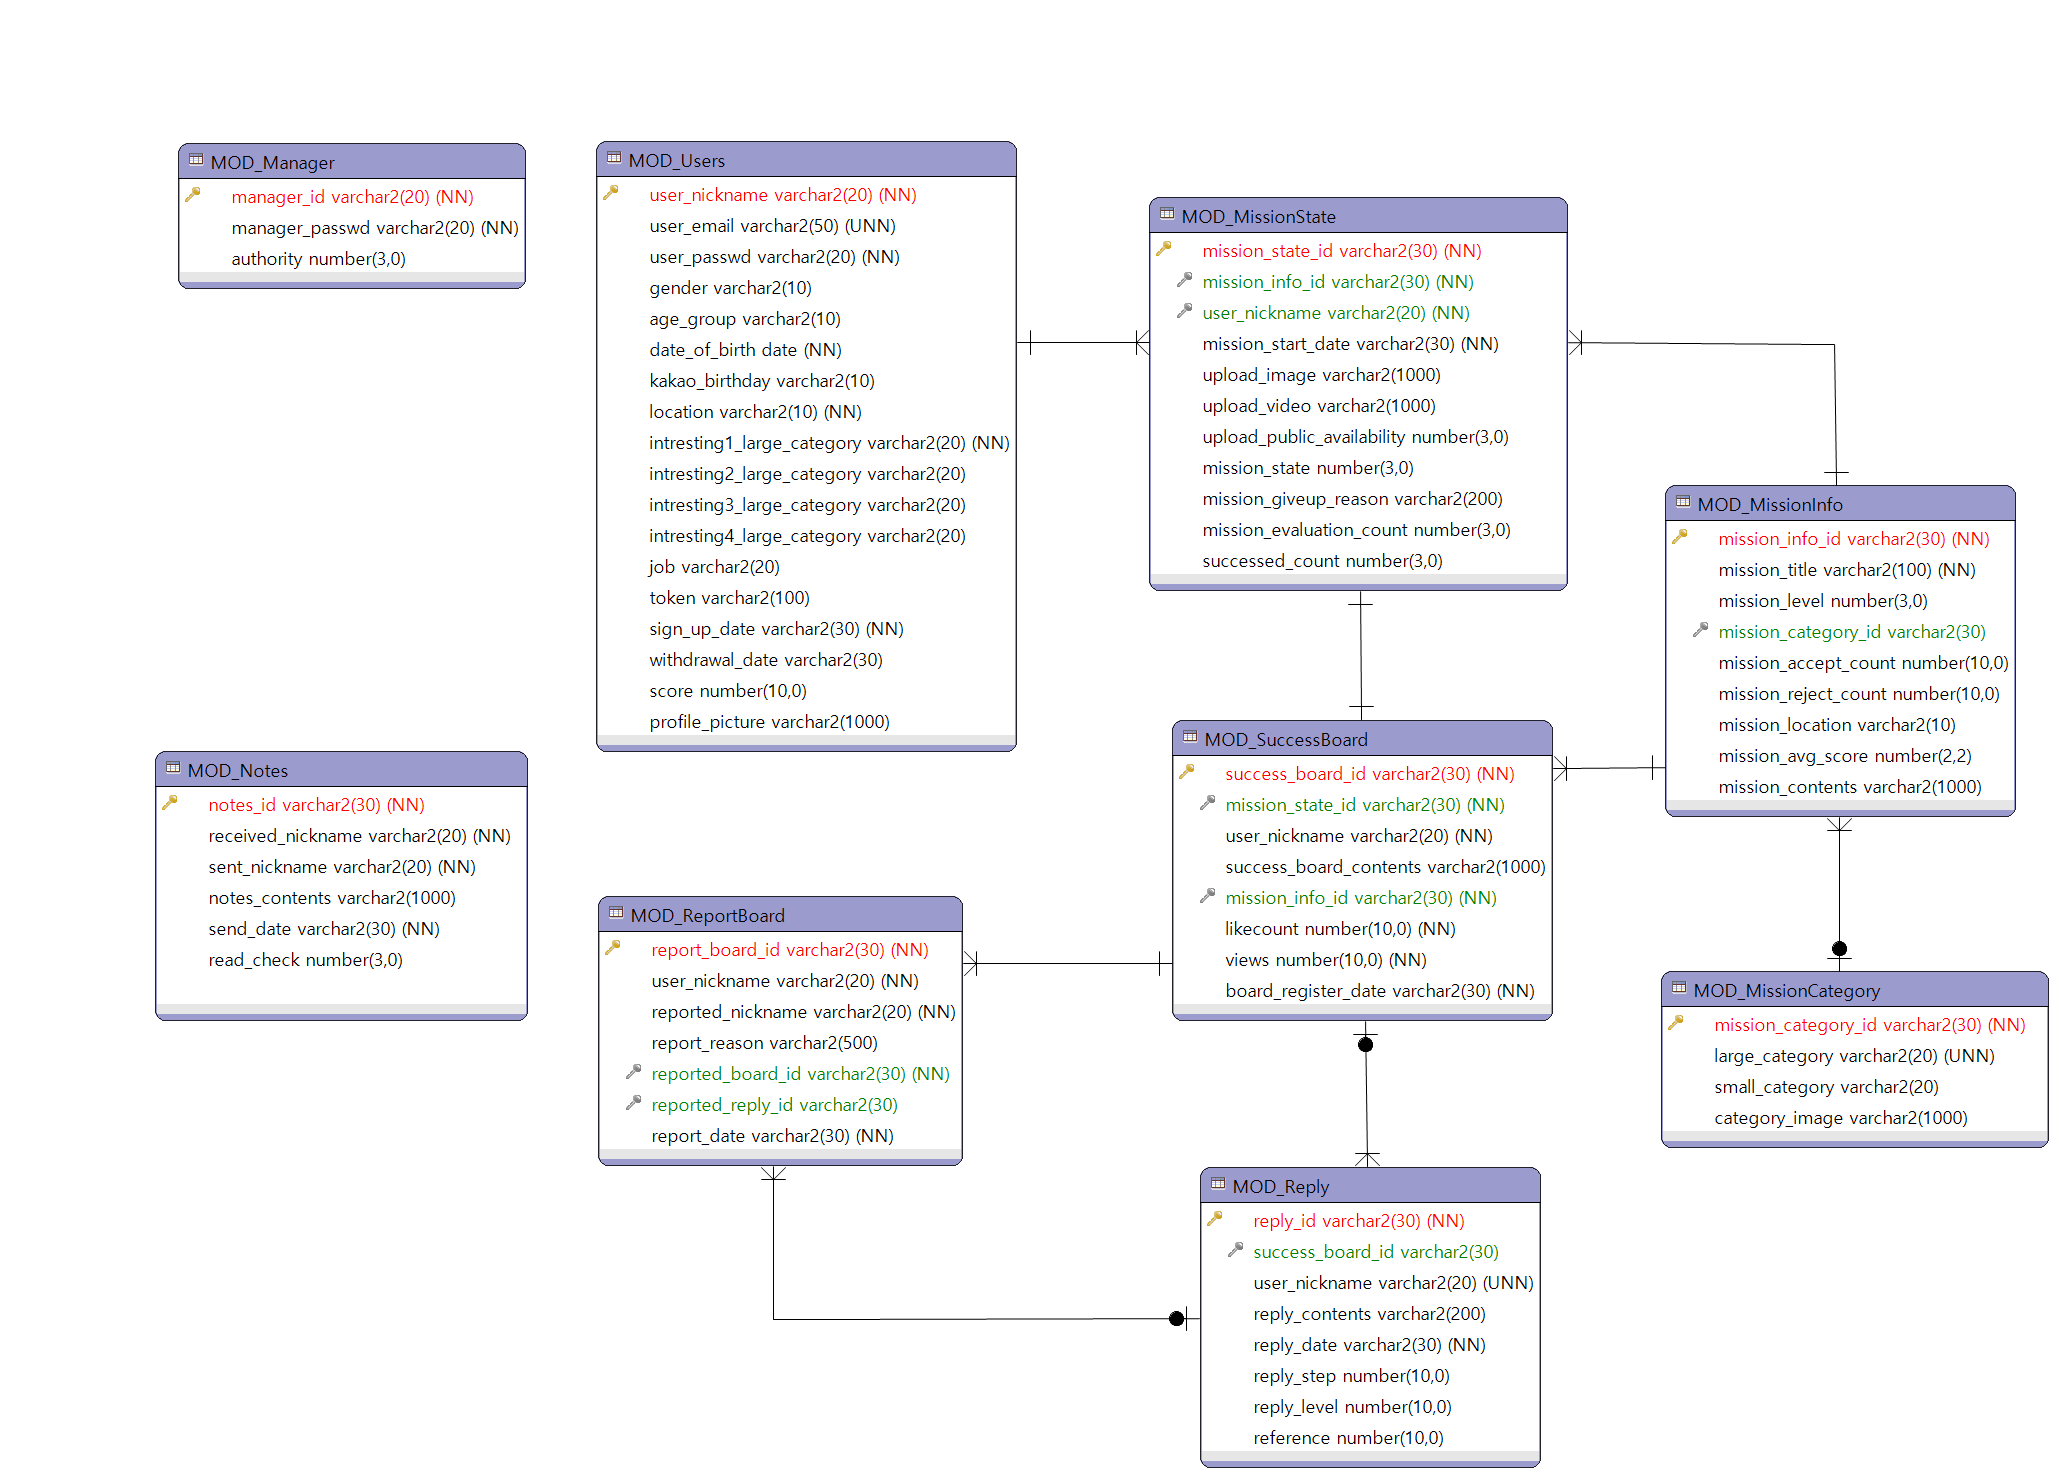 MOD_Manager
manager_id varchar2(20) (NN)
manager_passwd varchar2(20) (NN)
authority number(3,0)
MOD_Users
user_nickname varchar2(20) (NN)
user_email varchar2(50) (UNN)
user_passwd varchar2(20) (NN)
gender varchar2(10)
age_group varchar2(10)
date_of_birth date (NN)
kakao_birthday varchar2(10)
location varchar2(10) (NN)
intresting1_large_category varchar2(20) (NN)
intresting2_large_category varchar2(20)
intresting3_large_category varchar2(20)
intresting4_large_category varchar2(20)
job varchar2(20)
token varchar2(100)
sign_up_date varchar2(30) (NN)
withdrawal_date varchar2(30)
score number(10,0)
profile_picture varchar2(1000)
MOD_MissionState
mission_state_id varchar2(30) (NN)
mission_info_id varchar2(30) (NN)
user_nickname varchar2(20) (NN)
mission_start_date varchar2(30) (NN)
upload_image varchar2(1000)
upload_video varchar2(1000)
upload_public_availability number(3,0)
mission_state number(3,0)
mission_giveup_reason varchar2(200)
mission_evaluation_count number(3,0)
successed_count number(3,0)
MOD_MissionInfo
mission_info_id varchar2(30) (NN)
mission_title varchar2(100) (NN)
mission_level number(3,0)
mission_category_id varchar2(30)
mission_accept_count number(10,0)
mission_reject_count number(10,0)
mission_location varchar2(10)
mission_avg_score number(2,2)
mission_contents varchar2(1000)
MOD_Notes
notes_id varchar2(30) (NN)
received_nickname varchar2(20) (NN)
sent_nickname varchar2(20) (NN)
notes_contents varchar2(1000)
send_date varchar2(30) (NN)
read_check number(3,0)
MOD_SuccessBoard
success_board_id varchar2(30) (NN)
mission_state_id varchar2(30) (NN)
user_nickname varchar2(20) (NN)
success_board_contents varchar2(1000)
mission_info_id varchar2(30) (NN)
likecount number(10,0) (NN)
views number(10,0) (NN)
board_register_date varchar2(30) (NN)
MOD_ReportBoard
report_board_id varchar2(30) (NN)
user_nickname varchar2(20) (NN)
reported_nickname varchar2(20) (NN)
report_reason varchar2(500)
reported_board_id varchar2(30) (NN)
reported_reply_id varchar2(30)
report_date varchar2(30) (NN)
MOD_MissionCategory
mission_category_id varchar2(30) (NN)
large_category varchar2(20) (UNN)
small_category varchar2(20)
category_image varchar2(1000)
MOD_Reply
reply_id varchar2(30) (NN)
success_board_id varchar2(30)
user_nickname varchar2(20) (UNN)
reply_contents varchar2(200)
reply_date varchar2(30) (NN)
reply_step number(10,0)
reply_level number(10,0)
reference number(10,0)